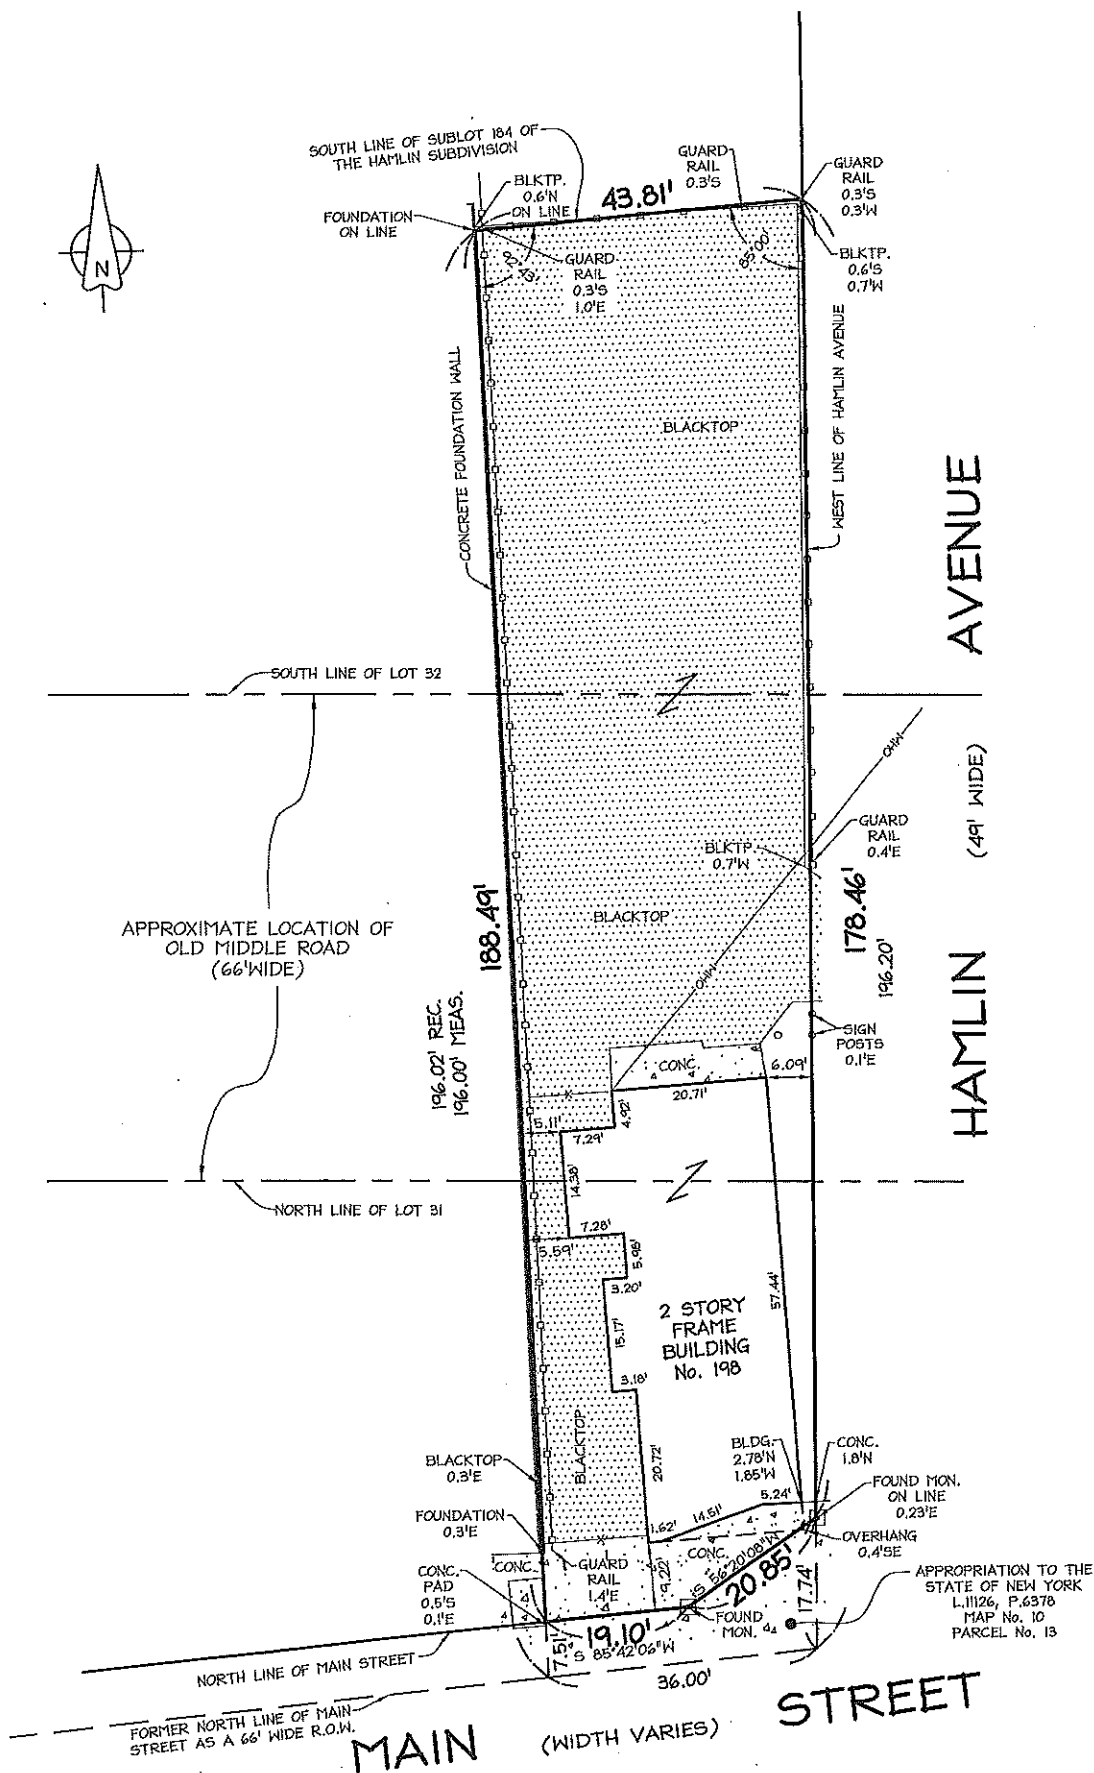 SOUTH LINE OF SUBLOT 184 OF
THE HAMLIN SUBDIVISION
GUARD
RAIL
0.3'S
GUARD
RAIL
0.3'S
0.3'W
BLKTP.
0.6'N
ON LINE
43.81'
FOUNDATION
ON LINE
N
92°43'
GUARD
RAIL
0.3'S
1.0'E
85°00'
BLKTP.
0.6'S
0.7'W
CONCRETE FOUNDATION WALL
BLACKTOP
WEST LINE OF HAMLIN AVENUE
HAMLIN AVENUE
(49' WIDE)
SOUTH LINE OF LOT 32
OHW
GUARD
RAIL
0.4'E
BLKTP.
0.7'W
APPROXIMATE LOCATION OF
OLD MIDDLE ROAD
(66'WIDE)
188.49'
BLACKTOP
178.46'
196.20'
OHW
196.02' REC.
196.00' MEAS.
SIGN
POSTS
0.1'E
CONC.
6.09'
20.71'
4.92'
5.11'
7.29'
14.38'
NORTH LINE OF LOT 31
7.28'
5.59'
5.98'
3.20'
57.44'
15.17'
2 STORY
FRAME
BUILDING
No. 198
3.18'
BLACKTOP
20.72'
BLACKTOP
0.3'E
BLDG.
2.78'N
1.85'W
CONC.
1.8'N
5.24'
FOUND MON.
ON LINE
0.23'E
FOUNDATION
0.3'E
14.51'
1.62'
OVERHANG
0.4'SE
CONC.
CONC.
PAD
0.5'S
0.1'E
GUARD
RAIL
1.4'E
CONC.
9.22'
S 56°20'08"W
20.85'
17.74'
APPROPRIATION TO THE
STATE OF NEW YORK
L.11126, P.6378
MAP No. 10
PARCEL No. 13
FOUND
MON.
19.10'
S 85°42'06"W
7.51'
NORTH LINE OF MAIN STREET
36.00'
FORMER NORTH LINE OF MAIN
STREET AS A 66' WIDE R.O.W.
MAIN STREET
(WIDTH VARIES)